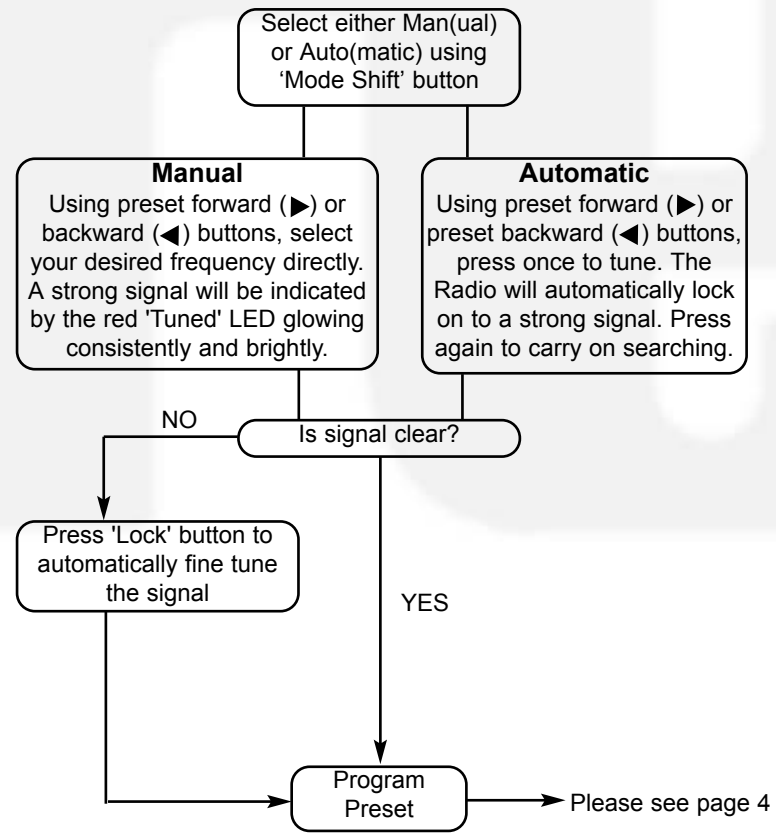 Select either Man(ual)
or Auto(matic) using
‘Mode Shift’ button
Manual
Using preset forward (▶) or
backward (◀) buttons, select
your desired frequency directly.
A strong signal will be indicated
by the red 'Tuned' LED glowing
consistently and brightly.
Automatic
Using preset forward (▶) or
preset backward (◀) buttons,
press once to tune. The
Radio will automatically lock
on to a strong signal. Press
again to carry on searching.
NO
Is signal clear?
Press 'Lock' button to
automatically fine tune
the signal
YES
Program
Preset
Please see page 4